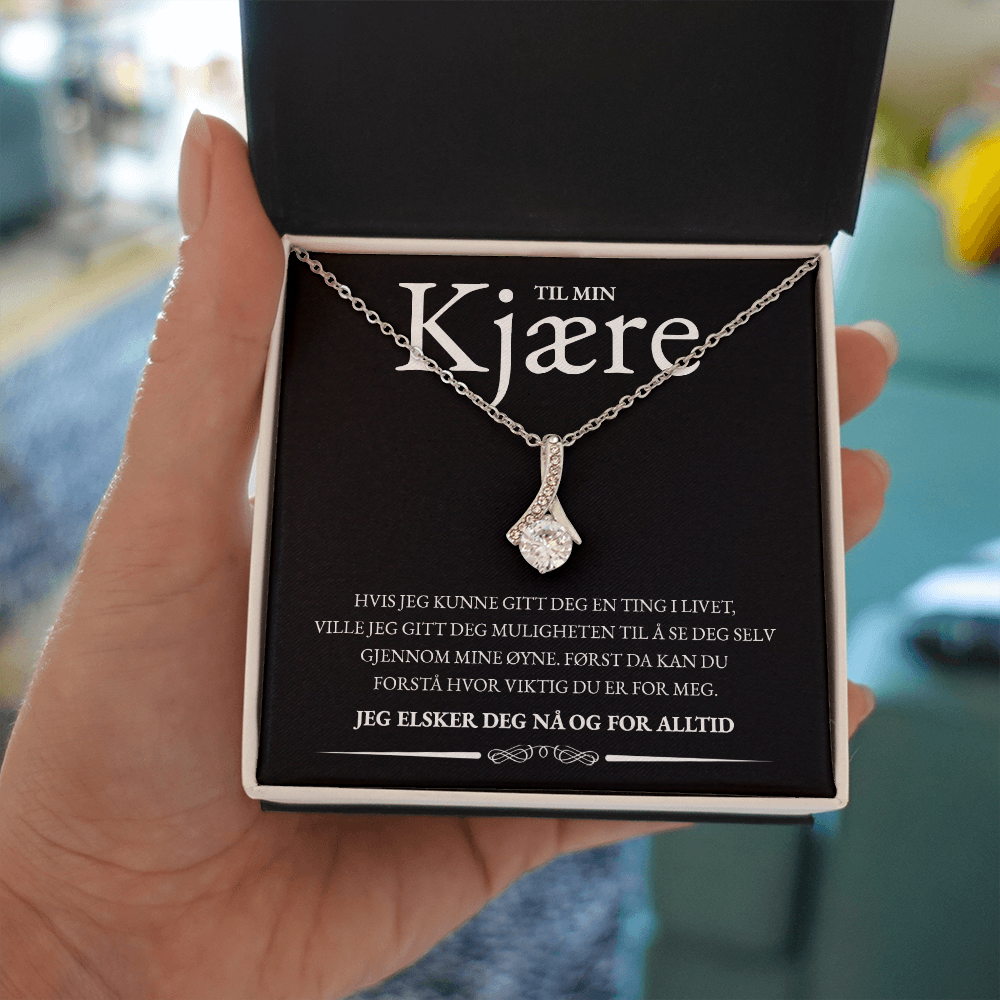 TIL MIN
Kjære
HVIS JEG KUNNE GITT DEG EN TING I LIVET,
VILLE JEG GITT DEG MULIGHETEN TIL Å SE DEG SELV
GJENNOM MINE ØYNE. FØRST DA KAN DU
FORSTÅ HVOR VIKTIG DU ER FOR MEG.
JEG ELSKER DEG NÅ OG FOR ALLTID